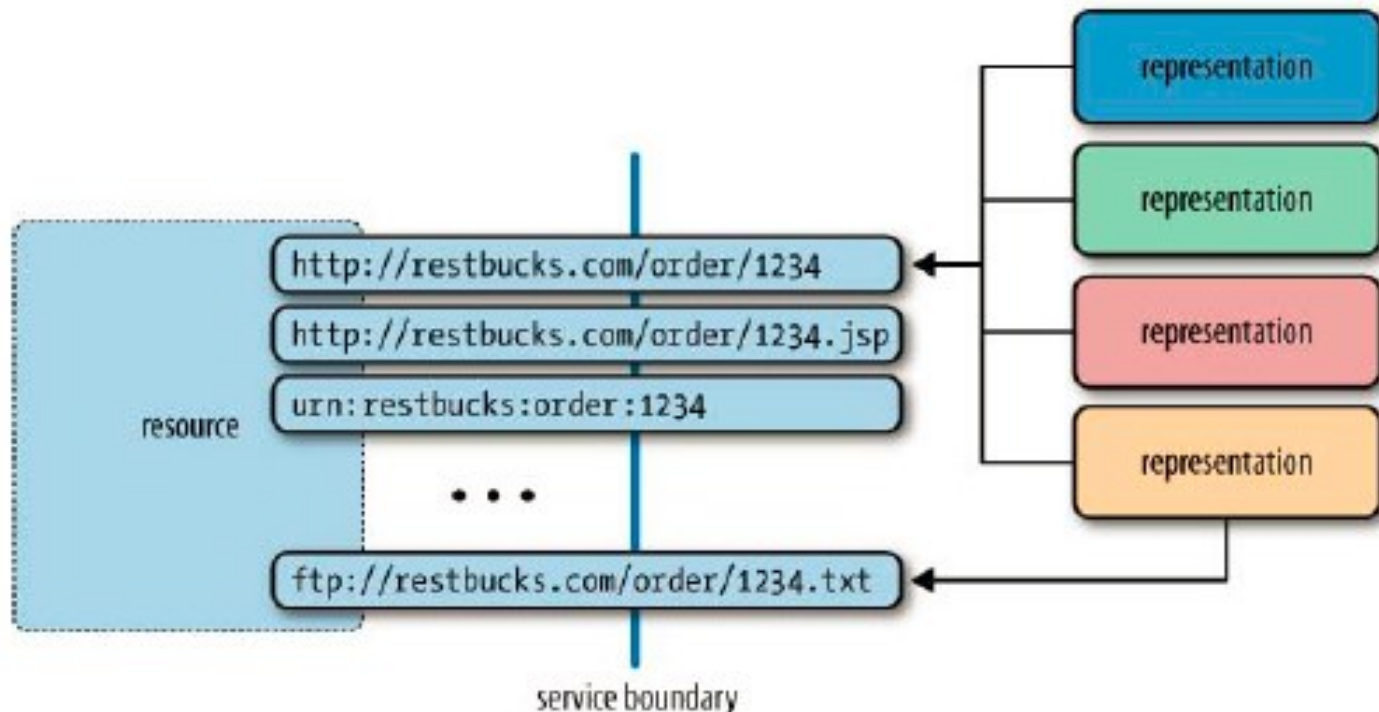 representation
representation
http://restbucks.com/order/1234
http://restbucks.com/order/1234.jsp
representation
urn:restbucks:order:1234
resource
representation
• • •
ftp://restbucks.com/order/1234.txt
service boundary